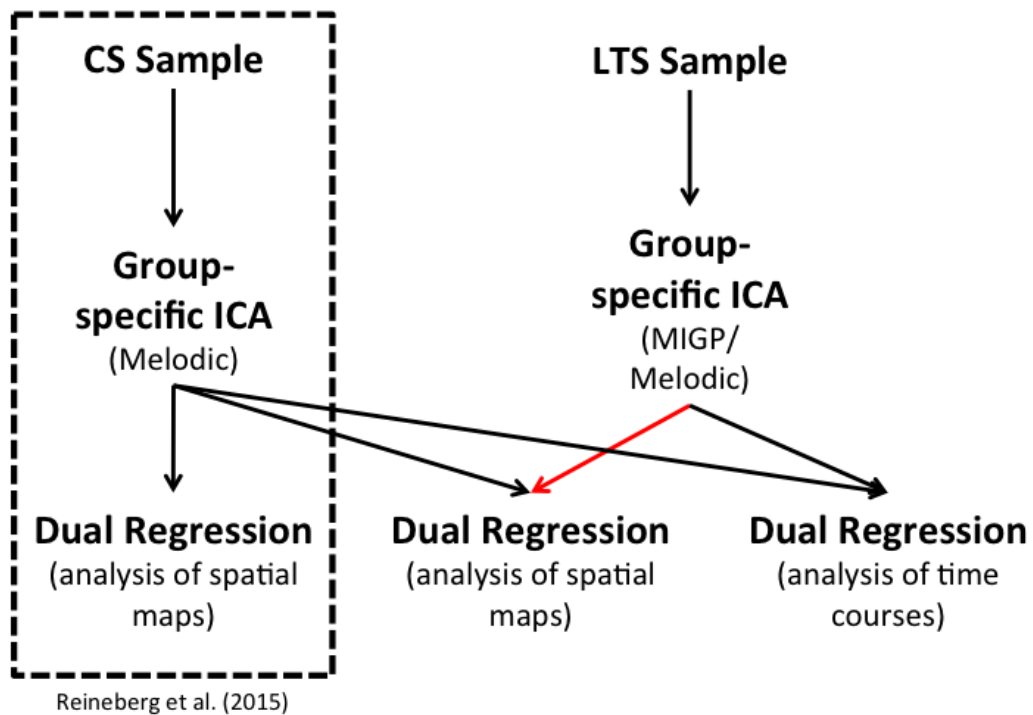 CS Sample
LTS Sample
Group-
specific ICA
(Melodic)
Group-
specific ICA
(MIGP/
Melodic)
Dual Regression
(analysis of spatial
maps)
Dual Regression
(analysis of spatial
maps)
Dual Regression
(analysis of time
courses)
Reineberg et al. (2015)